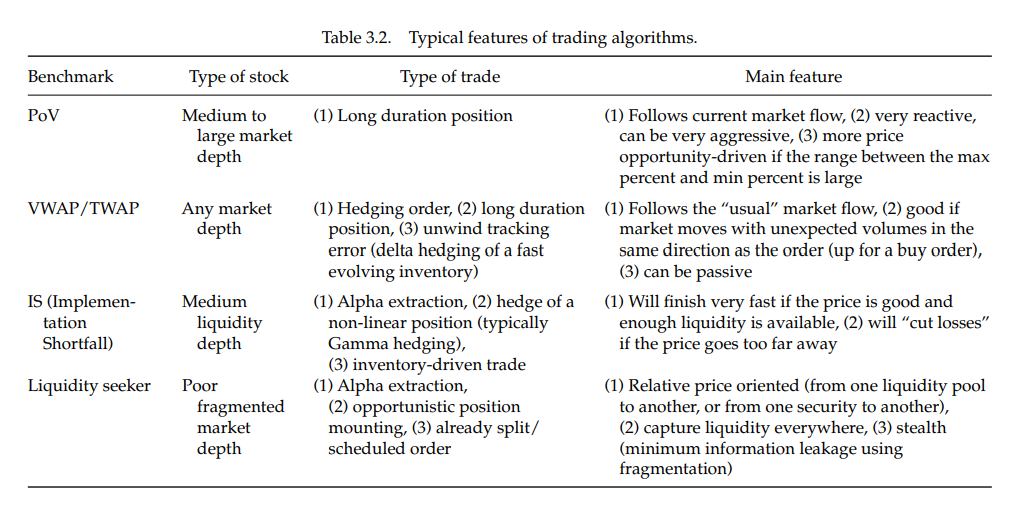 Table 3.2. Typical features of trading algorithms.
Benchmark Type of stock Type of trade Main feature
PoV
Medium to
large market
depth
(1) Long duration position
(1) Follows current market flow, (2) very reactive,
can be very aggressive, (3) more price
opportunity-driven if the range between the max
percent and min percent is large
VWAP/TWAP
Any market
depth
(1) Hedging order, (2) long duration
position, (3) unwind tracking
error (delta hedging of a fast
evolving inventory)
(1) Follows the “usual” market flow, (2) good if
market moves with unexpected volumes in the
same direction as the order (up for a buy order),
(3) can be passive
IS (Implemen-
tation
Shortfall)
Medium
liquidity
depth
(1) Alpha extraction, (2) hedge of a
non-linear position (typically
Gamma hedging),
(3) inventory-driven trade
(1) Will finish very fast if the price is good and
enough liquidity is available, (2) will “cut losses”
if the price goes too far away
Liquidity seeker
Poor
fragmented
market
depth
(1) Alpha extraction,
(2) opportunistic position
mounting, (3) already split/
scheduled order
(1) Relative price oriented (from one liquidity pool
to another, or from one security to another),
(2) capture liquidity everywhere, (3) stealth
(minimum information leakage using
fragmentation)